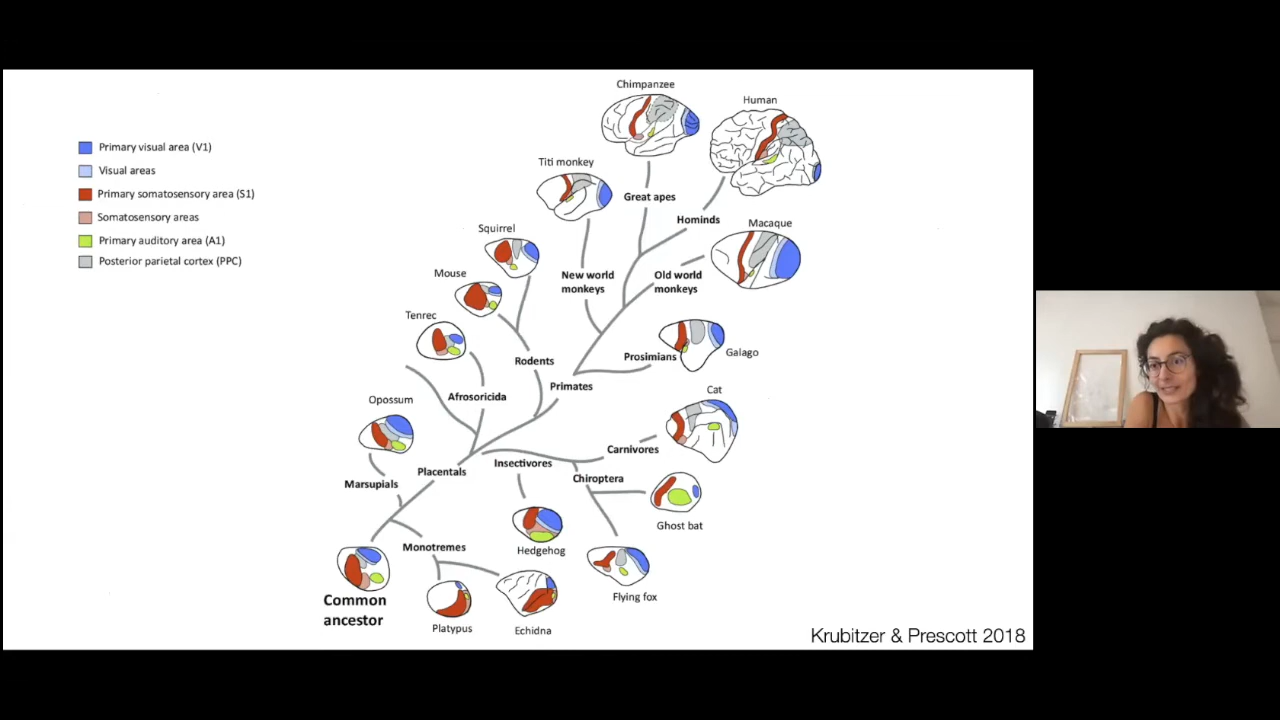 Primary visual area (V1)
Visual areas
Primary somatosensory area (S1)
Somatosensory areas
Primary auditory area (A1)
Posterior parietal cortex (PPC)
Chimpanzee
Human
Titi monkey
Great apes
Hominds
Macaque
Squirrel
Mouse
New world
monkeys
Old world
monkeys
Tenrec
Rodents
Primates
Prosimians
Galago
Opossum
Afrosoricida
Cat
Placentals
Insectivores
Carnivores
Marsupials
Chiroptera
Ghost bat
Monotremes
Hedgehog
Flying fox
Common
ancestor
Platypus
Echidna
Krubitzer & Prescott 2018